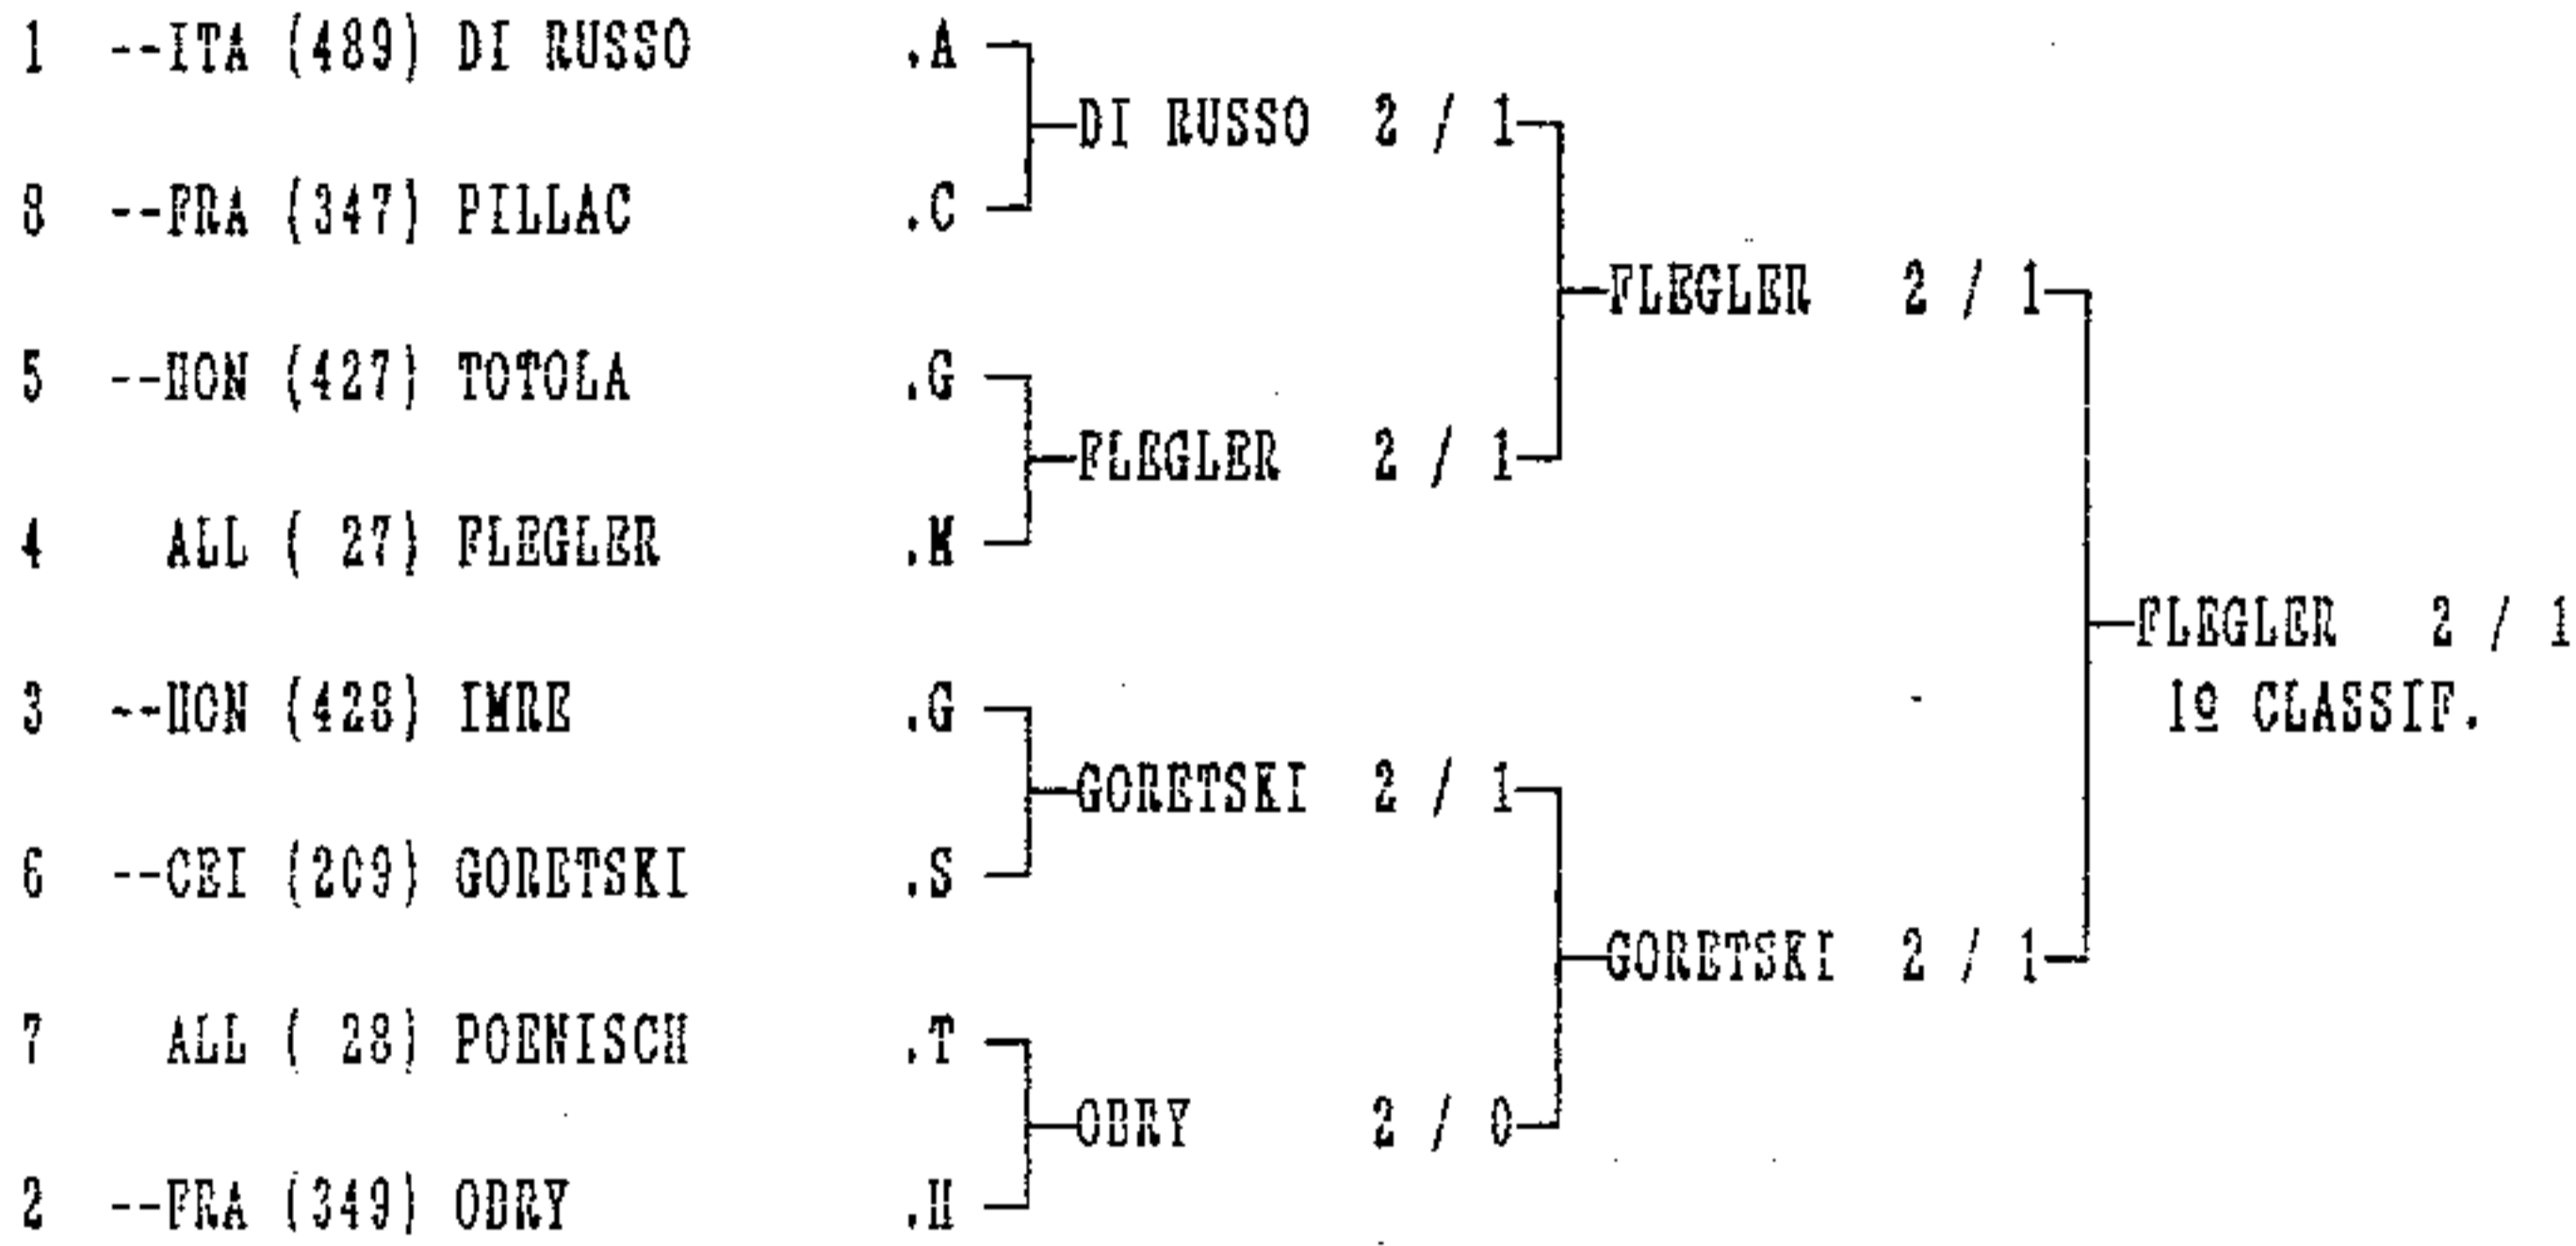 1 --ITA (489) DI RUSSO .A
DI RUSSO 2 / 1
8 --FRA (347) PILLAC .C
FLEGLER 2 / 1
5 --HON (427) TOTOLA .G
FLEGLER 2 / 1
4 ALL ( 27) FLEGLER .M
FLEGLER 2 / 1
3 --HON (428) IMRE .G
1º CLASSIF.
GORETSKI 2 / 1
6 --CEI (209) GORETSKI .S
GORETSKI 2 / 1
7 ALL ( 28) POENISCH .T
OBRY 2 / 0
2 --FRA (349) OBRY .H